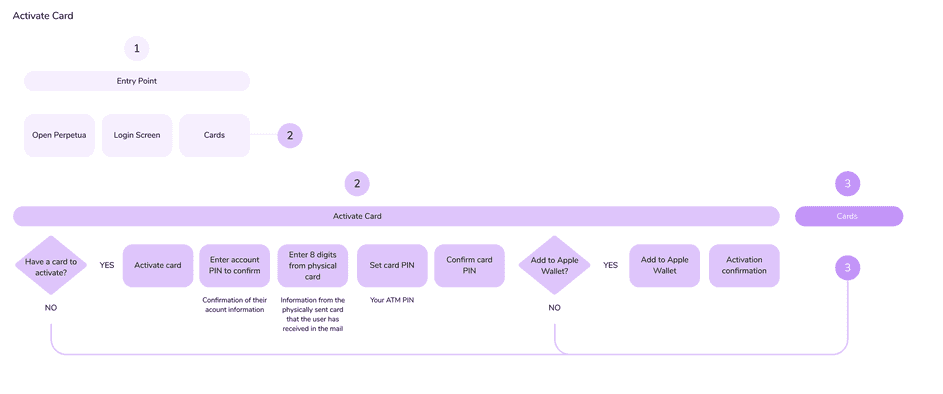 Activate Card
1
Entry Point
Open Perpetua
Login Screen
Cards
2
2
3
Activate Card
Cards
Have a card to
activate?
YES
Activate card
Enter account
PIN to confirm
Enter 8 digits
from physical
card
Set card PIN
Confirm card
PIN
Add to Apple
Wallet?
YES
Add to Apple
Wallet
Activation
confirmation
3
NO
Confirmation of their
acount information
Information from the
physically sent card
that the user has
received in the mail
Your ATM PIN
NO